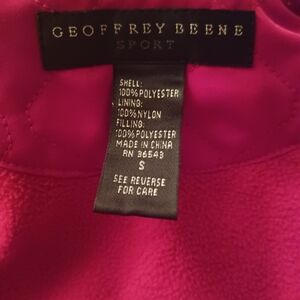 GEOFFREY BEENE
SPORT
SHELL:
100%POLYESTER
LINING:
100%NYLON
FILLING:
100%POLYESTER
MADE IN CHINA
RN 36543
S
SEE REVERSE
FOR CARE